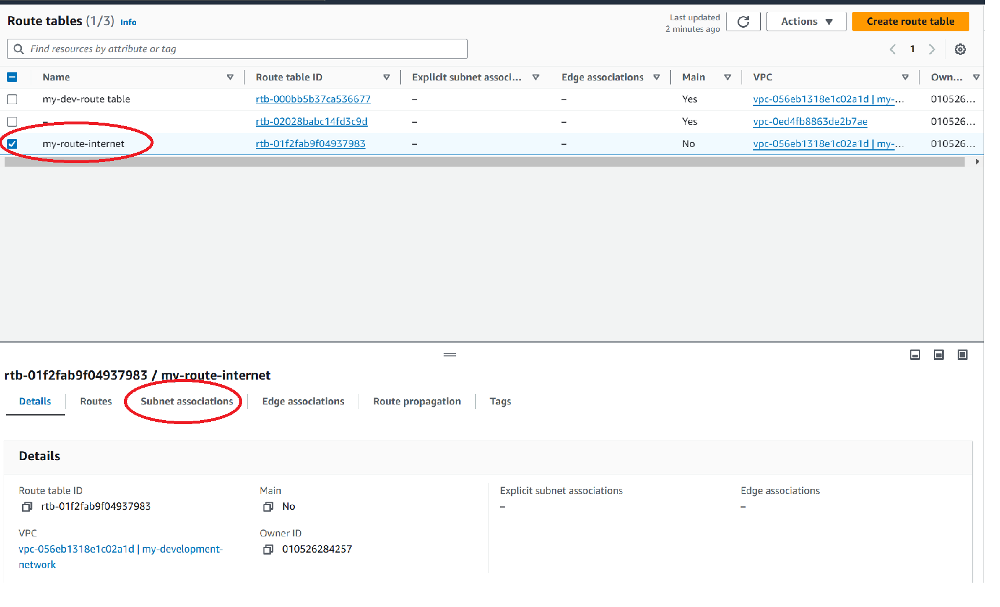 Route tables (1/3) Info
Last updated
2 minutes ago
Actions
Create route table
Find resources by attribute or tag
1
Name Route table ID Explicit subnet associ... Edge associations Main VPC Own...
my-dev-route table rtb-000bb5b37ca536677 – – Yes vpc-056eb1318e1c02a1d | my-... 010526...
– rtb-02028babc14fd3c9d – – Yes vpc-0ed4fb8863de2b7ae 010526...
my-route-internet rtb-01f2fab9f04937983 – – No vpc-056eb1318e1c02a1d | my-... 010526...
rtb-01f2fab9f04937983 / my-route-internet
Details Routes Subnet associations Edge associations Route propagation Tags
Details
Route table ID Main Explicit subnet associations Edge associations
rtb-01f2fab9f04937983 No – –
VPC Owner ID
vpc-056eb1318e1c02a1d | my-development- 010526284257
network